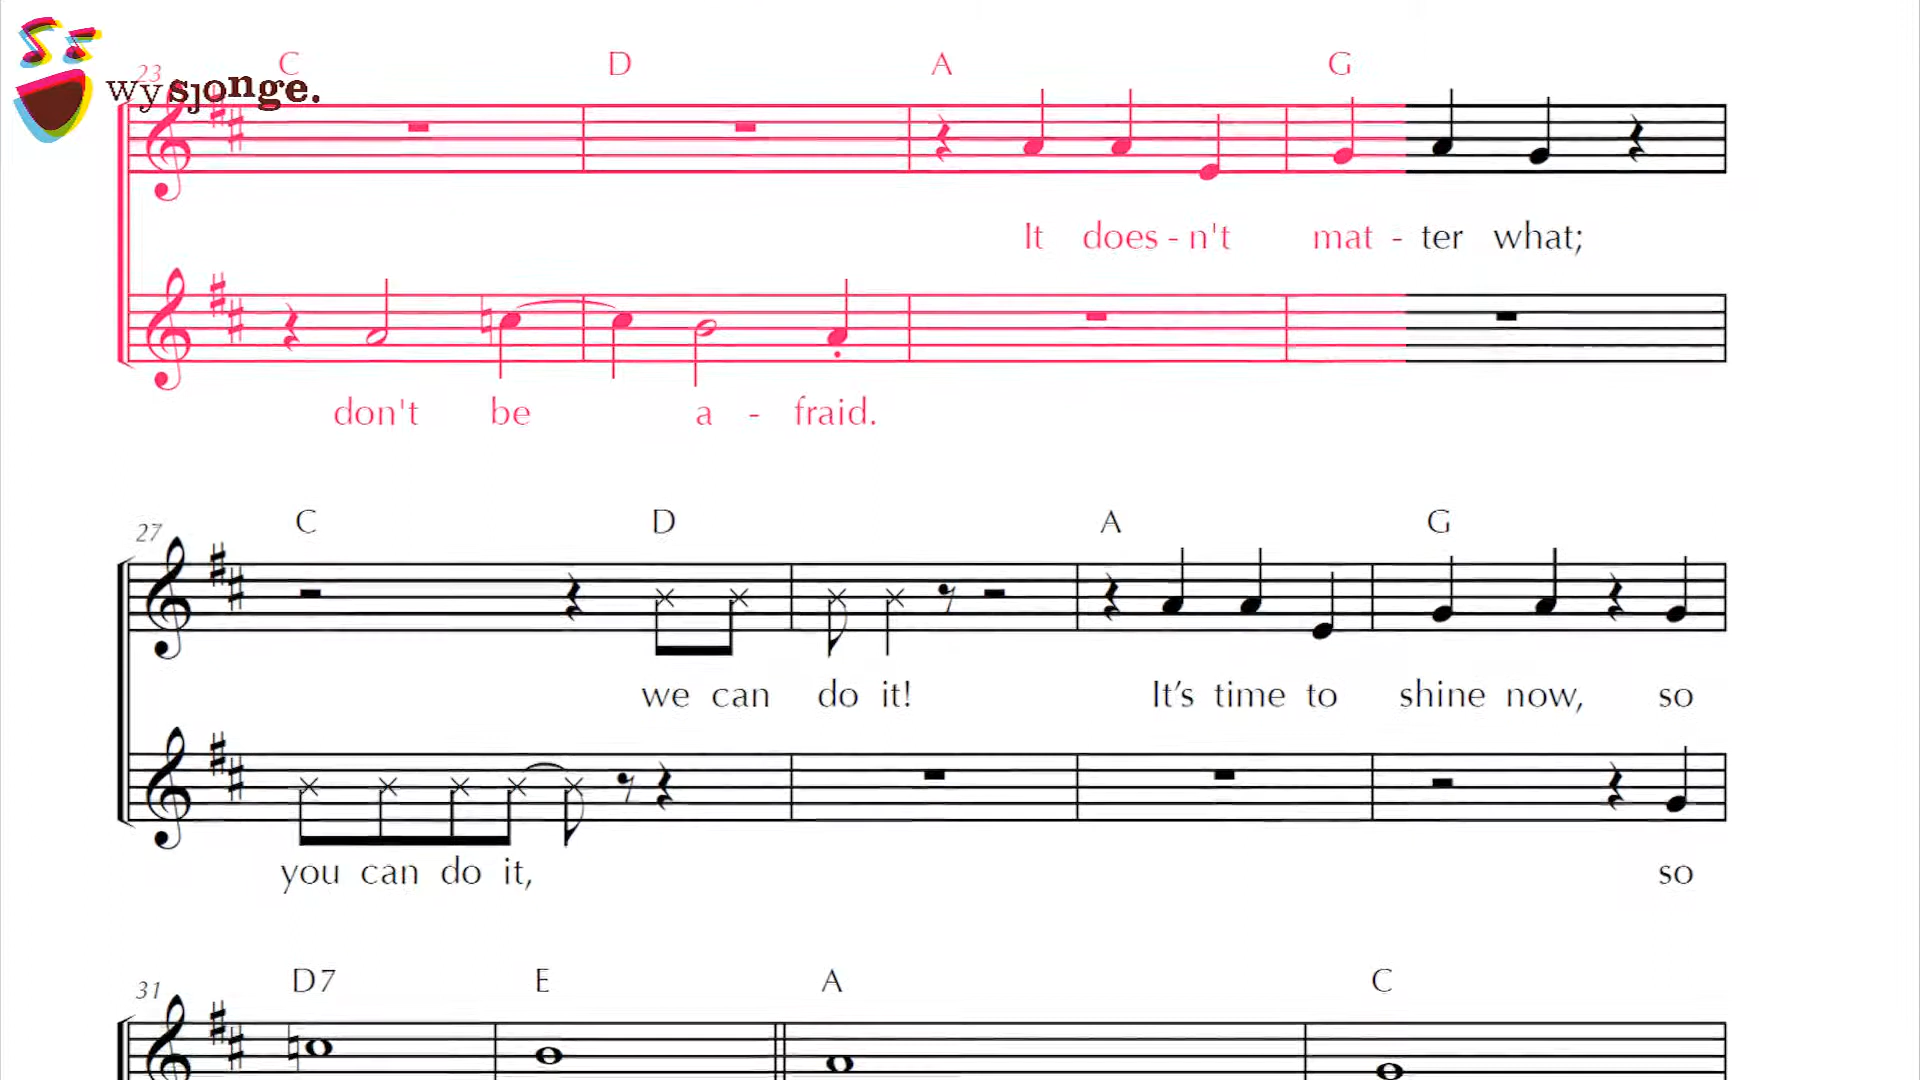 wysjonge.
23 C D A G
It does - n't mat - ter what;
don't be a - fraid.
27 C D A G
we can do it! It’s time to shine now, so
you can do it, so
31 D7 E A C